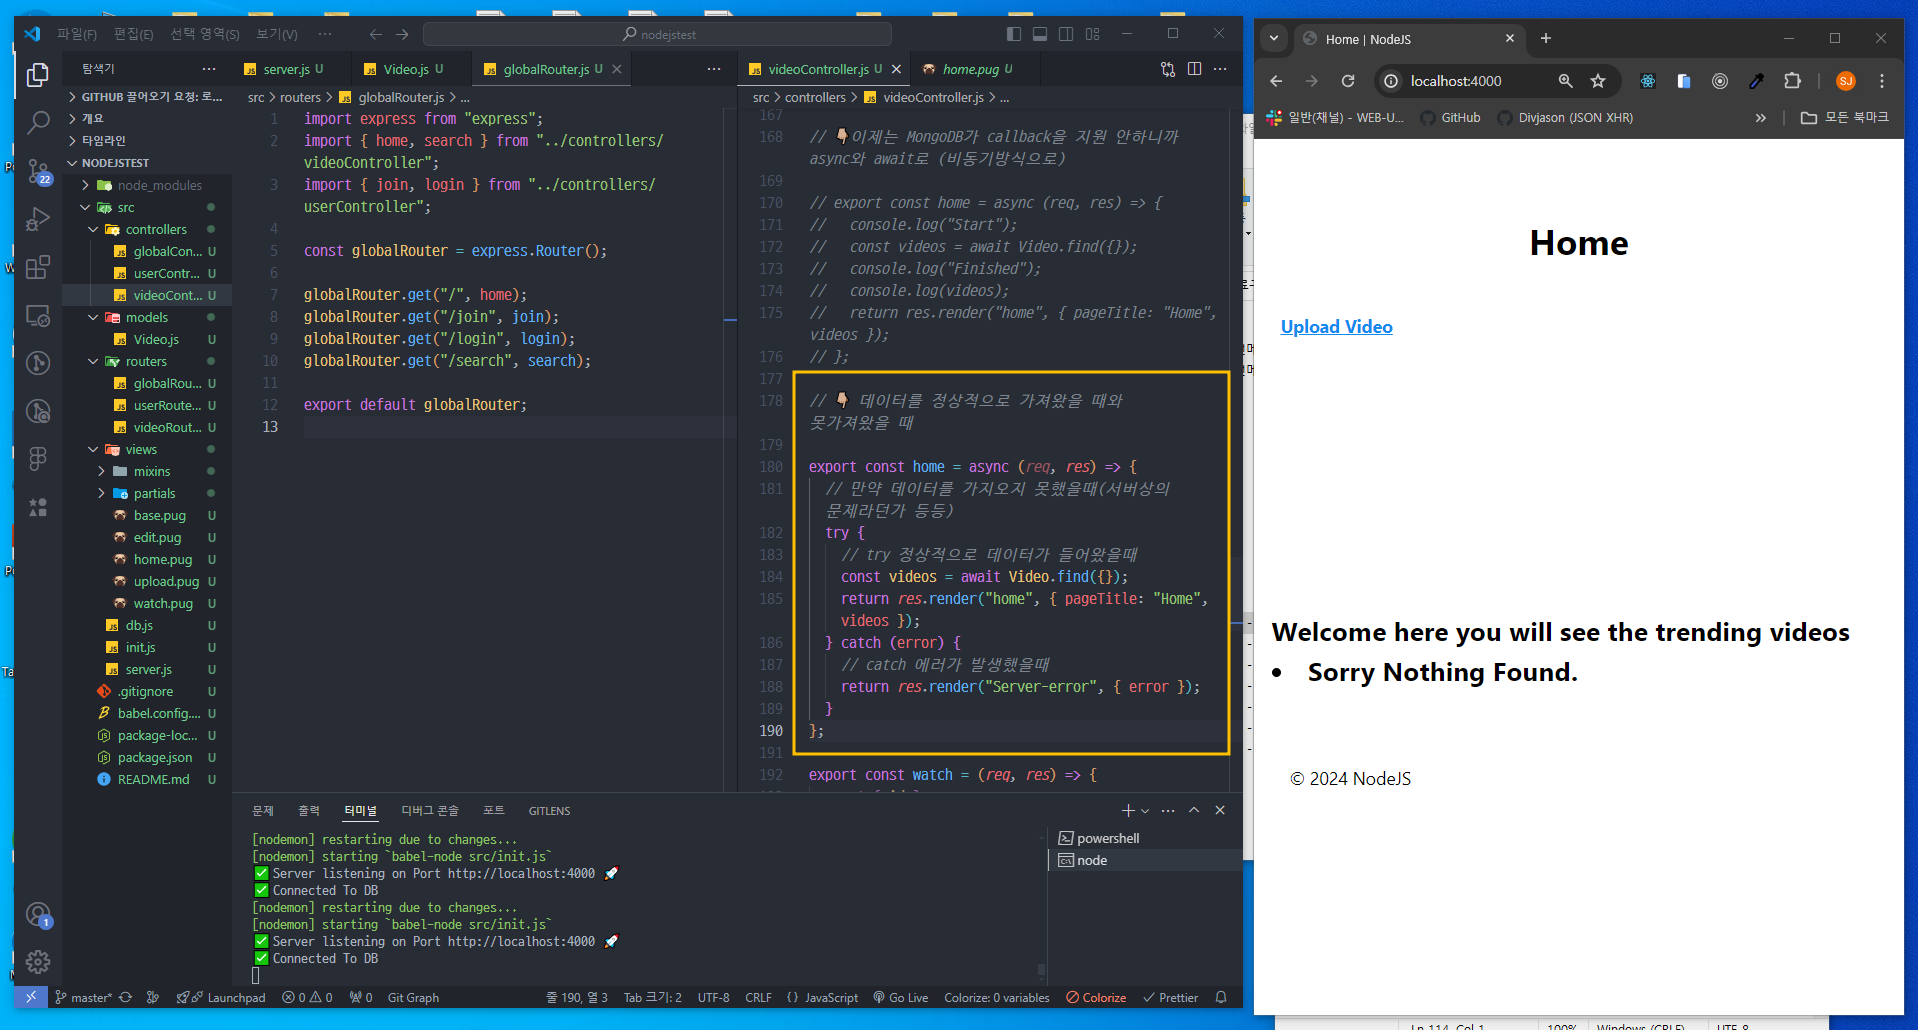 파일(F) 편집(E) 선택 영역(S) 보기(V) ··· nodejstest
탐색기 ···
GITHUB 끌어오기 요청: 로...
개요
타임라인
NODEJSTEST
node_modules
src
controllers
globalCon... U
userContr... U
videoCont... U
models
Video.js U
routers
globalRou... U
userRoute... U
videoRout... U
views
mixins
partials
base.pug U
edit.pug U
home.pug U
upload.pug U
watch.pug U
db.js U
init.js U
server.js U
.gitignore U
babel.config.... U
package-loc... U
package.json U
README.md U
22
1
server.js U Video.js U globalRouter.js U ···
src > routers > JS globalRouter.js > ...
1 import express from "express";
2 import { home, search } from "../controllers/
videoController";
3 import { join, login } from "../controllers/
userController";
4
5 const globalRouter = express.Router();
6
7 globalRouter.get("/", home);
8 globalRouter.get("/join", join);
9 globalRouter.get("/login", login);
10 globalRouter.get("/search", search);
11
12 export default globalRouter;
13
videoController.js U home.pug U ···
src > controllers > JS videoController.js > ...
167
168 // 👇이제는 MongoDB가 callback을 지원 안하니까
async와 await로 (비동기방식으로)
169
170 // export const home = async (req, res) => {
171 //   console.log("Start");
172 //   const videos = await Video.find({});
173 //   console.log("Finished");
174 //   console.log(videos);
175 //   return res.render("home", { pageTitle: "Home",
videos });
176 // };
177
178 // 👇 데이터를 정상적으로 가져왔을 때와
못가져왔을 때
179
180 export const home = async (req, res) => {
181 // 만약 데이터를 가지오지 못했을때(서버상의
문제라던가 등등)
182 try {
183 // try 정상적으로 데이터가 들어왔을때
184 const videos = await Video.find({});
185 return res.render("home", { pageTitle: "Home",
videos });
186 } catch (error) {
187 // catch 에러가 발생했을때
188 return res.render("Server-error", { error });
189 }
190 };
191
192 export const watch = (req, res) => {
문제 출력 터미널 디버그 콘솔 포트 GITLENS
[nodemon] restarting due to changes...
[nodemon] starting `babel-node src/init.js`
✅ Server listening on Port http://localhost:4000 🚀
✅ Connected To DB
[nodemon] restarting due to changes...
[nodemon] starting `babel-node src/init.js`
✅ Server listening on Port http://localhost:4000 🚀
✅ Connected To DB
powershell
node
master* Launchpad 0 0 0 Git Graph 줄 190, 열 3 Tab 크기: 2 UTF-8 CRLF {} JavaScript Go Live Colorize: 0 variables Colorize Prettier
Home | NodeJS
localhost:4000 SJ
일반(채널) - WEB-U... GitHub Divjason (JSON XHR) » 모든 북마크
Home
Upload Video
Welcome here you will see the trending videos
• Sorry Nothing Found.
© 2024 NodeJS
Ln 114, Col 1 100% Windows (CRLF) UTF-8